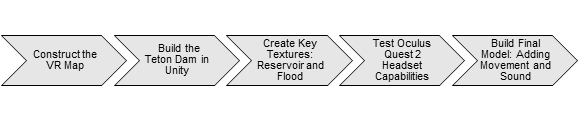 Construct the
VR Map
Build the
Teton Dam in
Unity
Create Key
Textures:
Reservoir and
Flood
Test Oculus
Quest 2
Headset
Capabilities
Build Final
Model: Adding
Movement and
Sound